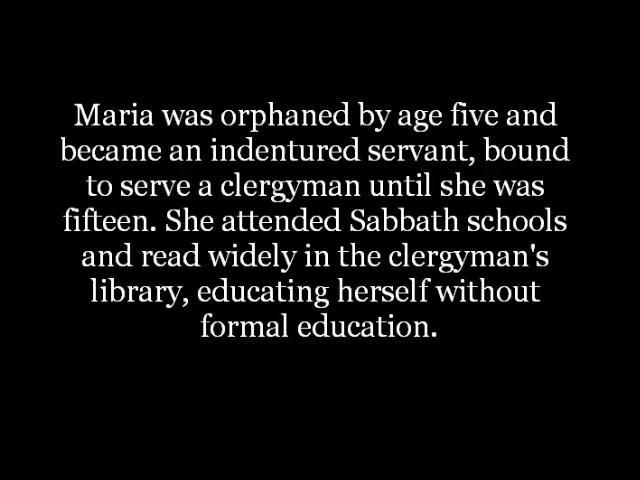 Maria was orphaned by age five and
became an indentured servant, bound
to serve a clergyman until she was
fifteen. She attended Sabbath schools
and read widely in the clergyman's
library, educating herself without
formal education.